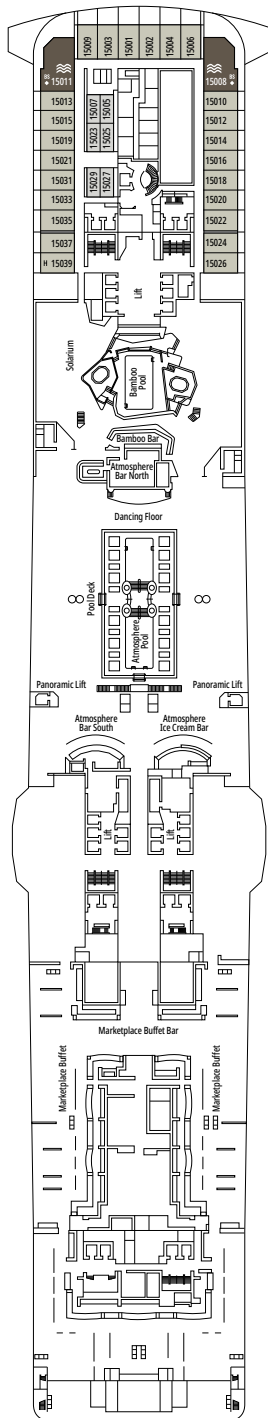 15009
15003
15001
15002
15004
15006
BS
15011
BS
15008
15013
15007
15005
15010
15015
15023
15025
15012
15019
15014
15021
15029
15027
15016
15031
15018
15033
15020
15035
15022
15037
15024
H 15039
15026
Lift
Solarium
Bamboo
Pool
Bamboo Bar
Atmosphere
Bar North
Dancing Floor
Pool Deck
Atmosphere
Pool
Panoramic Lift
Panoramic Lift
Atmosphere
Bar South
Atmosphere
Ice Cream Bar
Lift
Lift
Marketplace Buffet Bar
Marketplace Buffet
Marketplace Buffet